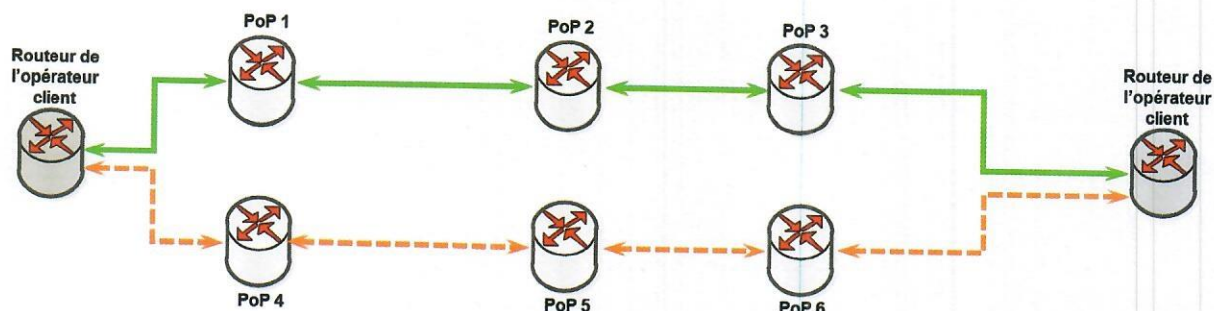 PoP 1
PoP 2
PoP 3
Routeur de
l'opérateur
client
Routeur de
l'opérateur
client
PoP 4
PoP 5
PoP 6